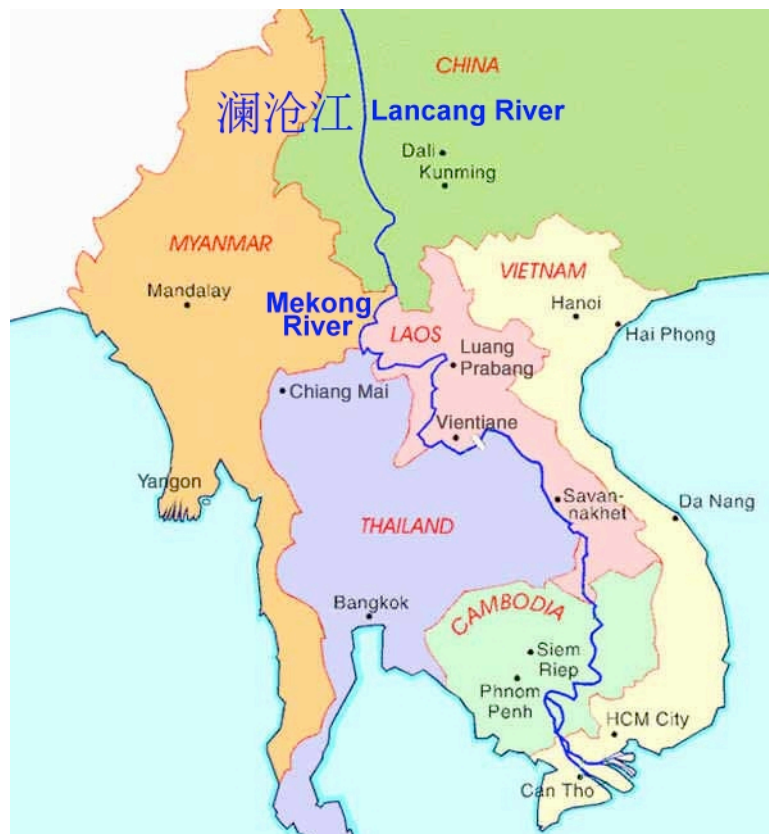 CHINA
澜沧江 Lancang River
Dali
Kunming
MYANMAR
VIETNAM
Mandalay
Mekong
River
Hanoi
Hai Phong
LAOS
Luang
Prabang
Chiang Mai
Vientiane
Yangon
Savan-
nakhet
Da Nang
THAILAND
Bangkok
CAMBODIA
Siem
Riep
Phnom
Penh
HCM City
Can Tho